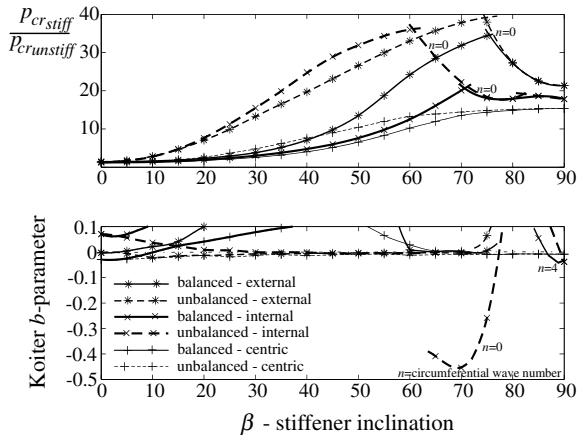 p_cr_stiff
p_cr_unstiff
40
30
20
10
n=0
n=0
n=0
0 10 20 30 40 50 60 70 80 90
Koiter b-parameter
0.1
0
-0.1
-0.2
-0.3
-0.4
-0.5
balanced - external
unbalanced - external
balanced - internal
unbalanced - internal
balanced - centric
unbalanced - centric
n=4
n=0
n=circumferential wave number
0 10 20 30 40 50 60 70 80 90
β - stiffener inclination